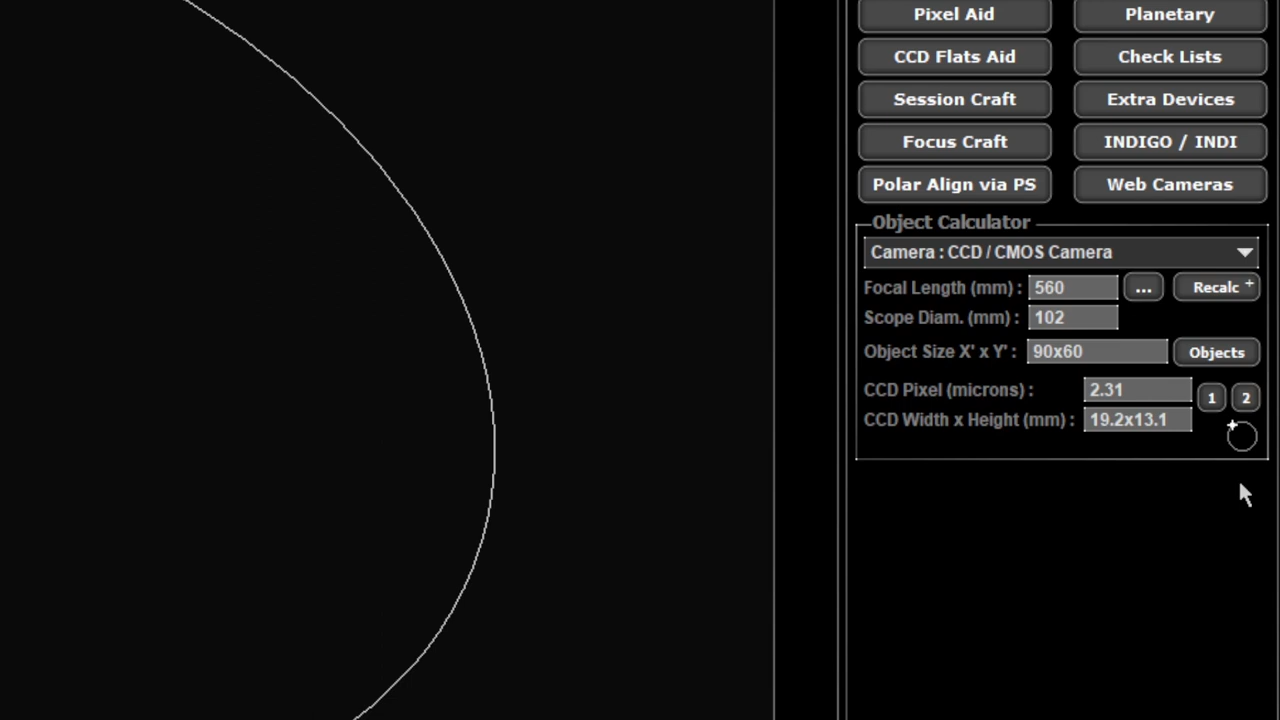 Pixel Aid Planetary
CCD Flats Aid Check Lists
Session Craft Extra Devices
Focus Craft INDIGO / INDI
Polar Align via PS Web Cameras
Object Calculator
Camera : CCD / CMOS Camera
Focal Length (mm) : 560 ... Recalc +
Scope Diam. (mm) : 102
Object Size X' x Y' : 90x60 Objects
CCD Pixel (microns) : 2.31 1 2
CCD Width x Height (mm) : 19.2x13.1